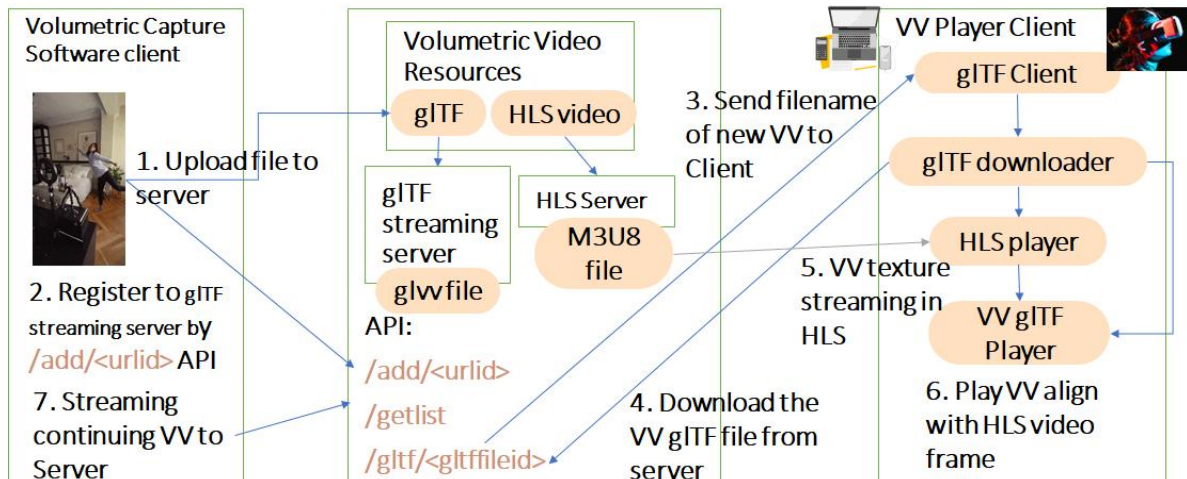 Volumetric Capture
Software client
1. Upload file to
server
2. Register to glTF
streaming server by
/add/<urlid> API
7. Streaming
continuing VV to
Server
Volumetric Video
Resources
glTF
HLS video
glTF
streaming
server
glvv file
HLS Server
M3U8
file
API:
/add/<urlid>
/getlist
/gltf/<gltffileid>
3. Send filename
of new VV to
Client
4. Download the
VV glTF file from
server
VV Player Client
glTF Client
glTF downloader
HLS player
5. VV texture
streaming in
HLS
VV glTF
Player
6. Play VV align
with HLS video
frame